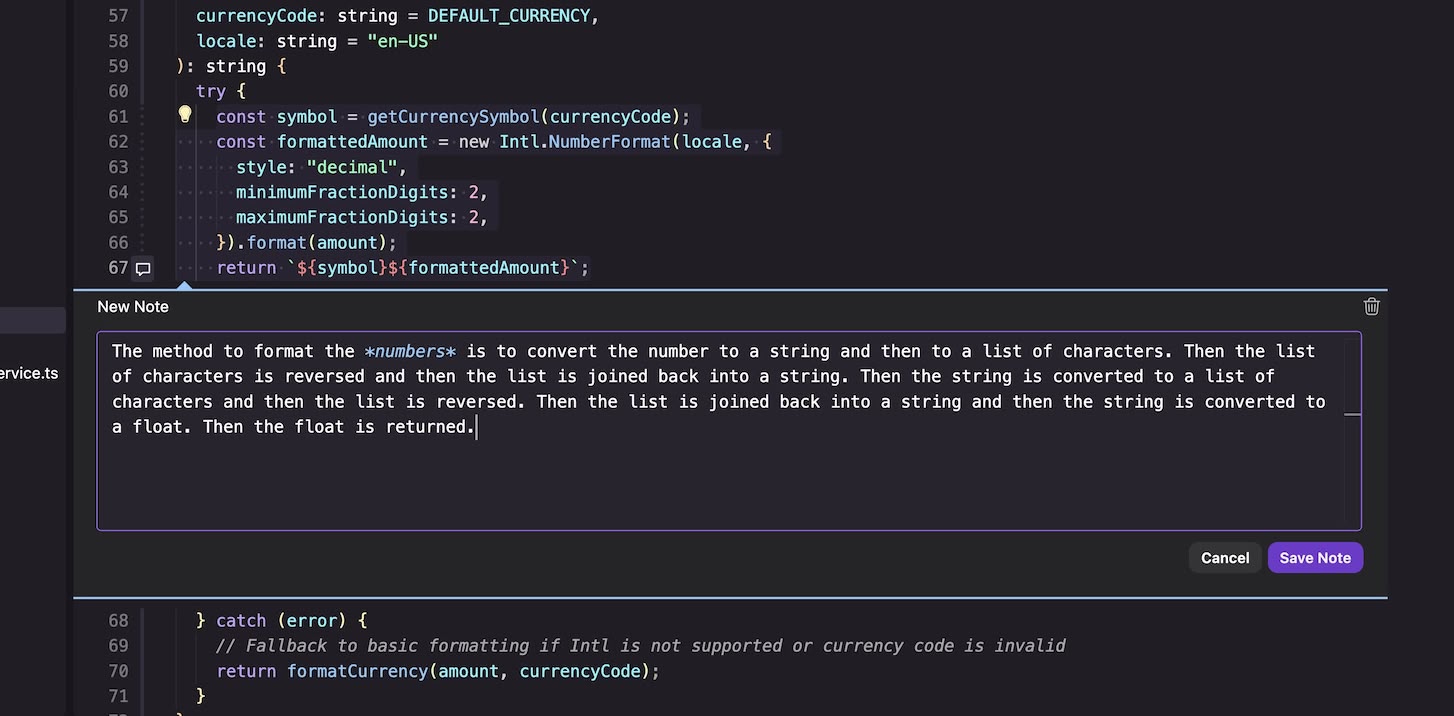 57 currencyCode: string = DEFAULT_CURRENCY,
58 locale: string = "en-US"
59 ): string {
60 try {
61 const symbol = getCurrencySymbol(currencyCode);
62 const formattedAmount = new Intl.NumberFormat(locale, {
63 style: "decimal",
64 minimumFractionDigits: 2,
65 maximumFractionDigits: 2,
66 }).format(amount);
67 return `${symbol}${formattedAmount}`;
New Note
The method to format the *numbers* is to convert the number to a string and then to a list of characters. Then the list
of characters is reversed and then the list is joined back into a string. Then the string is converted to a list of
ervice.ts
characters and then the list is reversed. Then the list is joined back into a string and then the string is converted to
a float. Then the float is returned.
Cancel Save Note
68 } catch (error) {
69 // Fallback to basic formatting if Intl is not supported or currency code is invalid
70 return formatCurrency(amount, currencyCode);
71 }